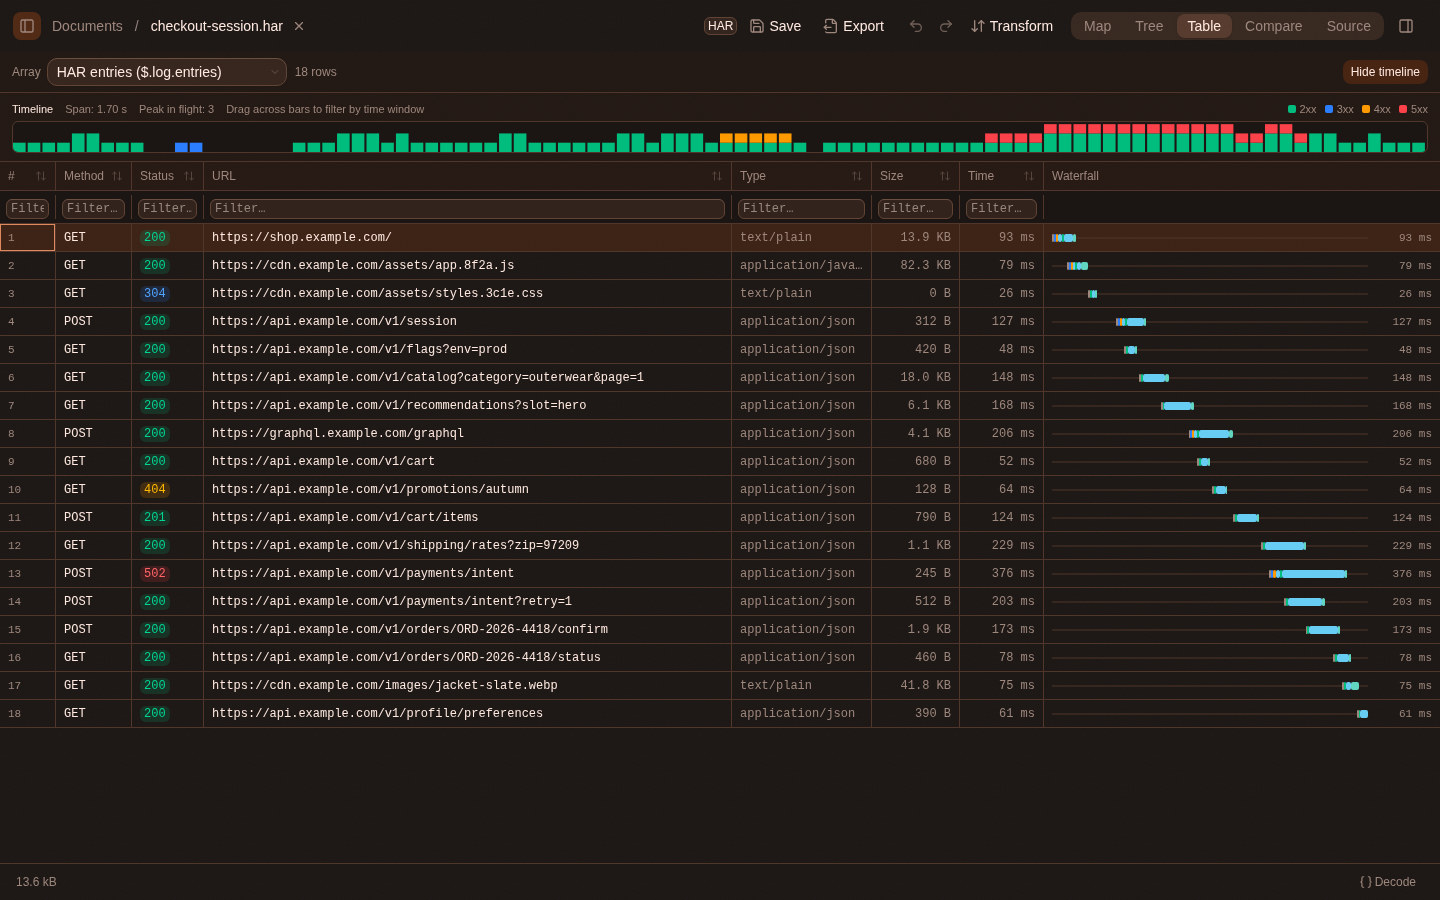 Documents / checkout-session.har ✕ HAR Save Export Transform Map Tree Table Compare Source
Array HAR entries ($.log.entries) 18 rows Hide timeline
Timeline Span: 1.70 s Peak in flight: 3 Drag across bars to filter by time window 2xx 3xx 4xx 5xx
# Method Status URL Type Size Time Waterfall
Filte Filter… Filter… Filter… Filter… Filter… Filter…
1 GET 200 https://shop.example.com/ text/plain 13.9 KB 93 ms 93 ms
2 GET 200 https://cdn.example.com/assets/app.8f2a.js application/java… 82.3 KB 79 ms 79 ms
3 GET 304 https://cdn.example.com/assets/styles.3c1e.css text/plain 0 B 26 ms 26 ms
4 POST 200 https://api.example.com/v1/session application/json 312 B 127 ms 127 ms
5 GET 200 https://api.example.com/v1/flags?env=prod application/json 420 B 48 ms 48 ms
6 GET 200 https://api.example.com/v1/catalog?category=outerwear&page=1 application/json 18.0 KB 148 ms 148 ms
7 GET 200 https://api.example.com/v1/recommendations?slot=hero application/json 6.1 KB 168 ms 168 ms
8 POST 200 https://graphql.example.com/graphql application/json 4.1 KB 206 ms 206 ms
9 GET 200 https://api.example.com/v1/cart application/json 680 B 52 ms 52 ms
10 GET 404 https://api.example.com/v1/promotions/autumn application/json 128 B 64 ms 64 ms
11 POST 201 https://api.example.com/v1/cart/items application/json 790 B 124 ms 124 ms
12 GET 200 https://api.example.com/v1/shipping/rates?zip=97209 application/json 1.1 KB 229 ms 229 ms
13 POST 502 https://api.example.com/v1/payments/intent application/json 245 B 376 ms 376 ms
14 POST 200 https://api.example.com/v1/payments/intent?retry=1 application/json 512 B 203 ms 203 ms
15 POST 200 https://api.example.com/v1/orders/ORD-2026-4418/confirm application/json 1.9 KB 173 ms 173 ms
16 GET 200 https://api.example.com/v1/orders/ORD-2026-4418/status application/json 460 B 78 ms 78 ms
17 GET 200 https://cdn.example.com/images/jacket-slate.webp text/plain 41.8 KB 75 ms 75 ms
18 GET 200 https://api.example.com/v1/profile/preferences application/json 390 B 61 ms 61 ms
13.6 kB { } Decode